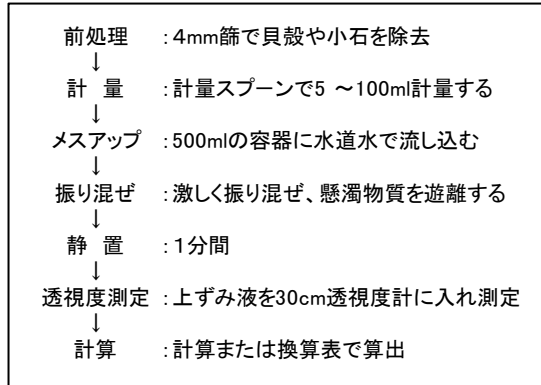 前処理　：4mm篩で貝殻や小石を除去
↓
計　量　：計量スプーンで5 ～100ml計量する
↓
メスアップ　：500mlの容器に水道水で流し込む
↓
振り混ぜ　：激しく振り混ぜ、懸濁物質を遊離する
↓
静　置　：1分間
↓
透視度測定　：上ずみ液を30cm透視度計に入れ測定
↓
計算　：計算または換算表で算出